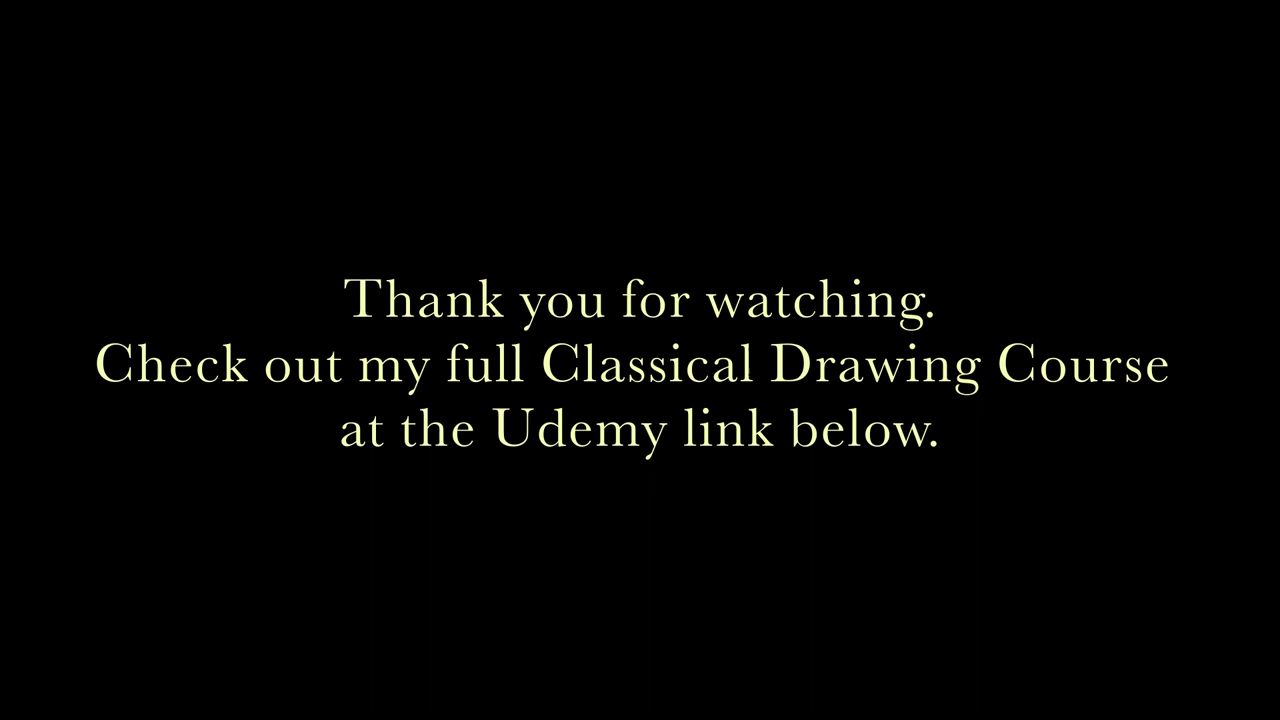 Thank you for watching.
Check out my full Classical Drawing Course
at the Udemy link below.